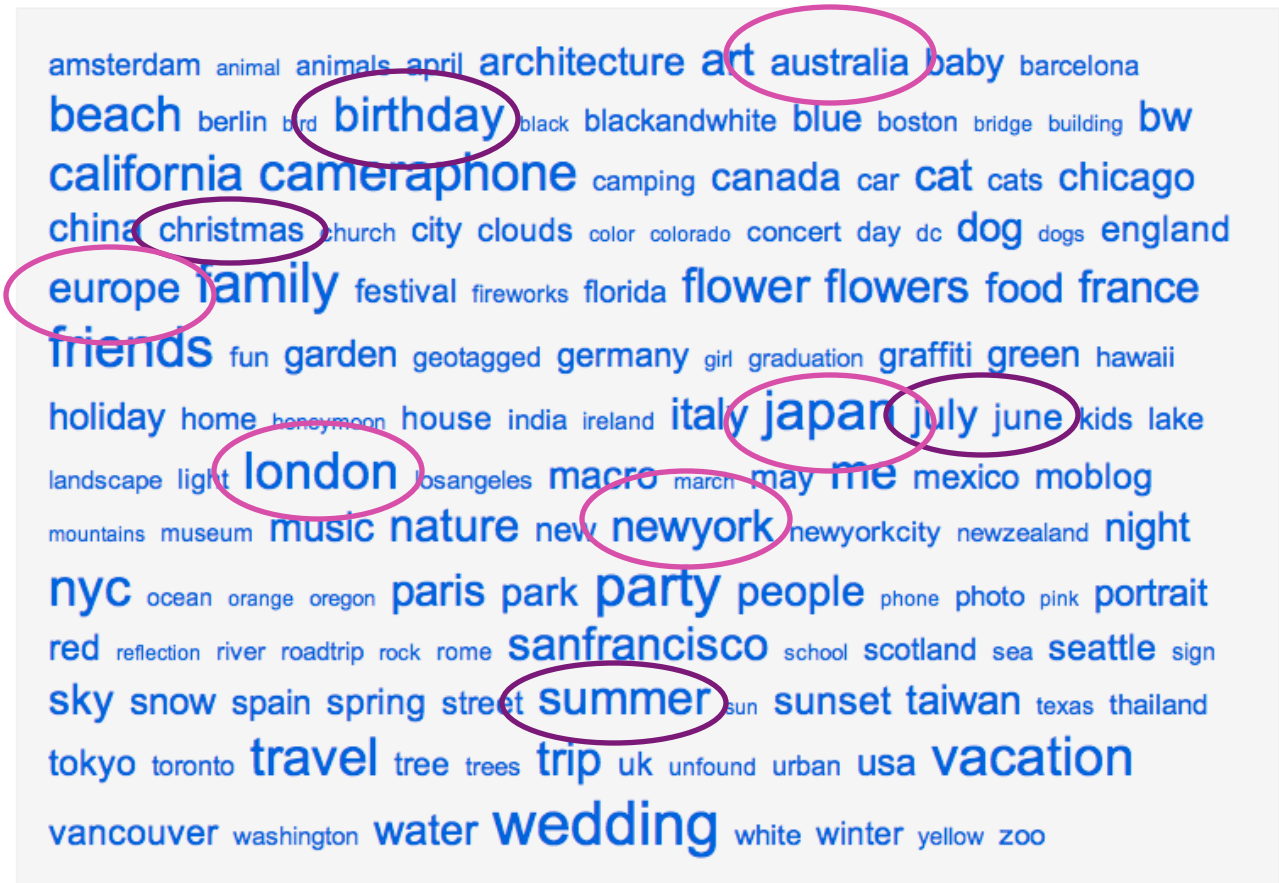 amsterdam animal animals april architecture art australia baby barcelona
beach berlin bird birthday black blackandwhite blue boston bridge building bw
california cameraphone camping canada car cat cats chicago
china christmas church city clouds color colorado concert day dc dog dogs england
europe family festival fireworks florida flower flowers food france
friends fun garden geotagged germany girl graduation graffiti green hawaii
holiday home honeymoon house india ireland italy japan july june kids lake
landscape light london losangeles macro march may me mexico moblog
mountains museum music nature new newyork newyorkcity newzealand night
nyc ocean orange oregon paris park party people phone photo pink portrait
red reflection river roadtrip rock rome sanfrancisco school scotland sea seattle sign
sky snow spain spring street summer sun sunset taiwan texas thailand
tokyo toronto travel tree trees trip uk unfound urban usa vacation
vancouver washington water wedding white winter yellow zoo